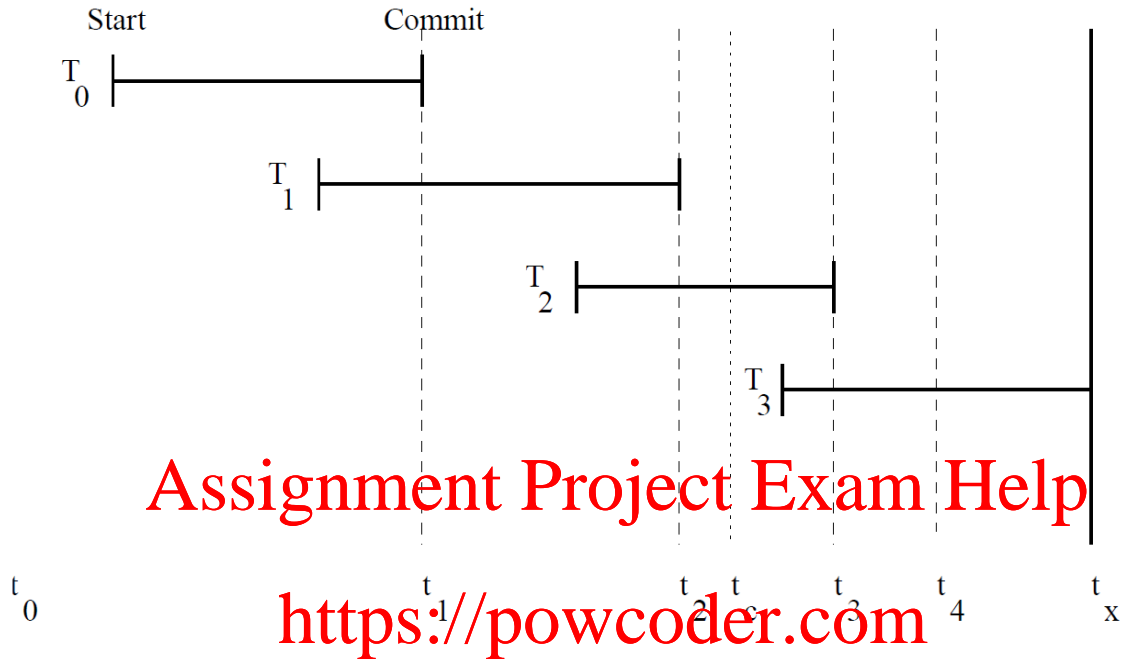 Start Commit
T0
T1
T2
T3
Assignment Project Exam Help
t0 t1 t2 tc t3 t4 tx
https://powcoder.com